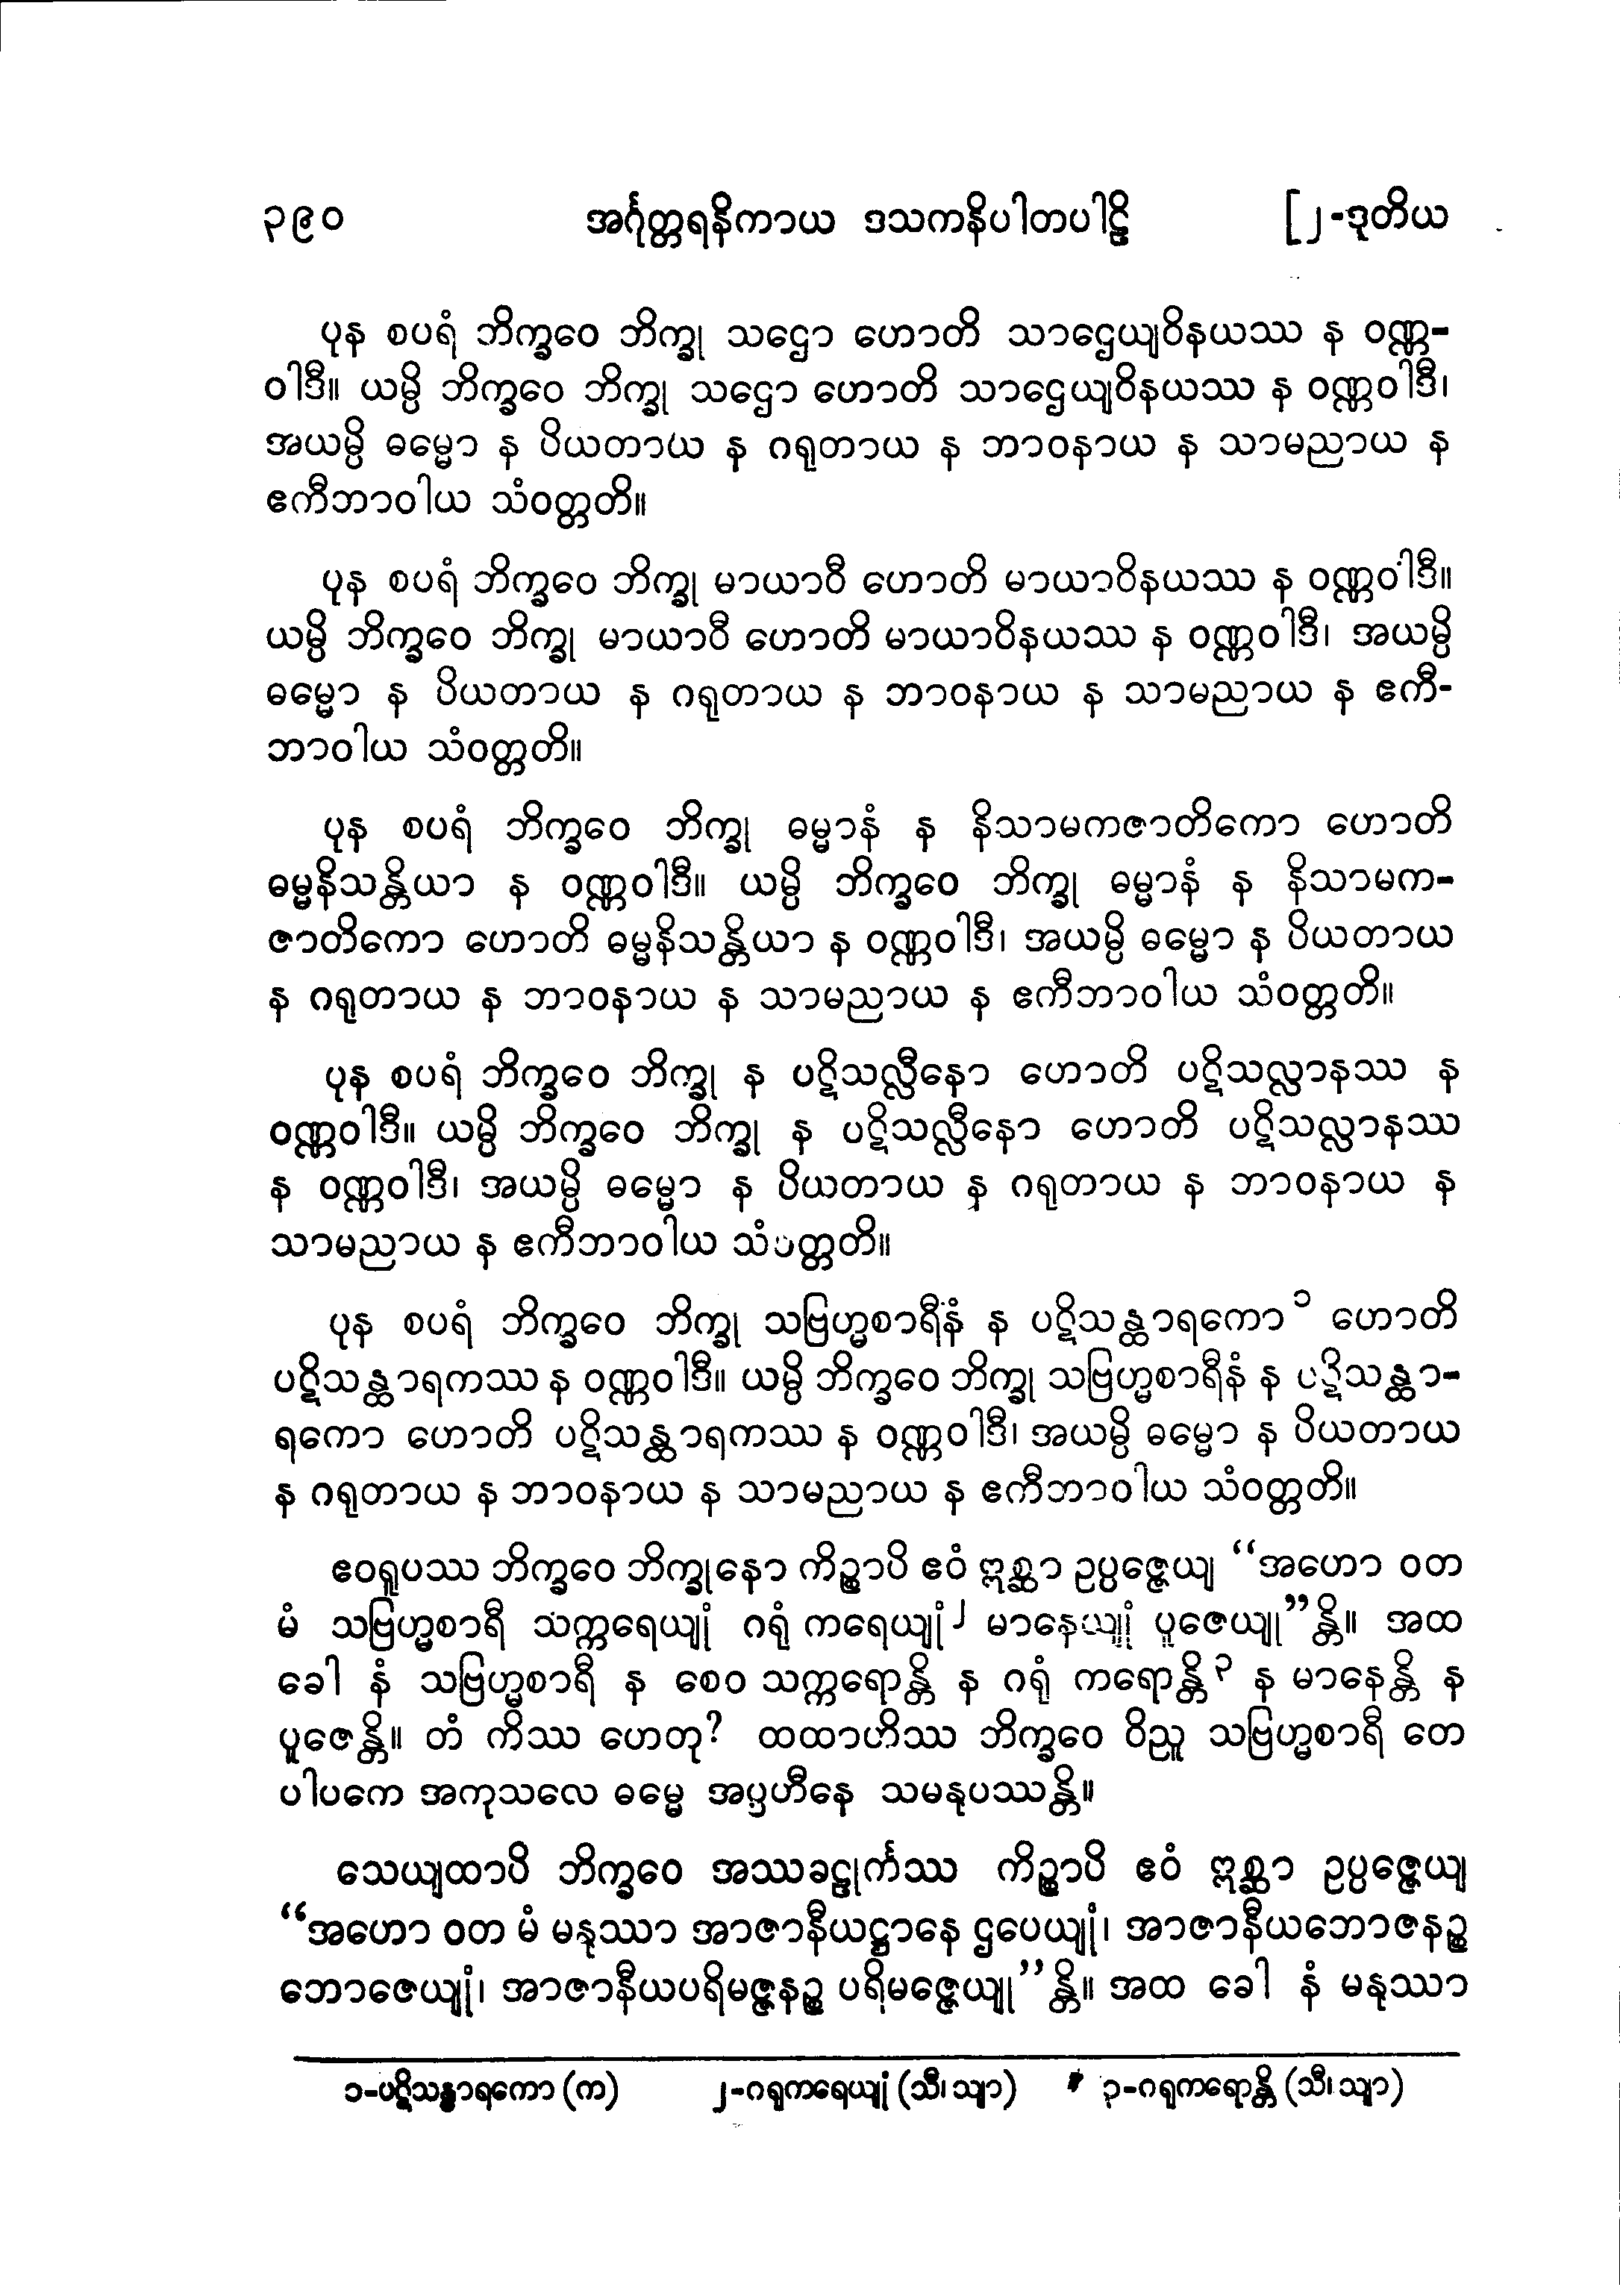 ၃၉၀ အင်္ဂုတ္တရနိကာယ ဒသကနိပါတပါဠိ [၂-ဒုတိယ
ပုန စပရံ ဘိက္ခဝေ ဘိက္ခု သဌော ဟောတိ သာဌေယျဝိနယဿ န ဝဏ္ဏ-
ဝါဒီ။ ယမ္ပိ ဘိက္ခဝေ ဘိက္ခု သဌော ဟောတိ သာဌေယျဝိနယဿ န ဝဏ္ဏဝါဒီ၊
အယမ္ပိ ဓမ္မော န ပိယတာယ န ဂရုတာယ န ဘာဝနာယ န သာမညာယ န
ဧကီဘာဝါယ သံဝတ္တတိ။
ပုန စပရံ ဘိက္ခဝေ ဘိက္ခု မာယာဝီ ဟောတိ မာယာဝိနယဿ န ဝဏ္ဏဝါဒီ။
ယမ္ပိ ဘိက္ခဝေ ဘိက္ခု မာယာဝီ ဟောတိ မာယာဝိနယဿ န ဝဏ္ဏဝါဒီ၊ အယမ္ပိ
ဓမ္မော န ပိယတာယ န ဂရုတာယ န ဘာဝနာယ န သာမညာယ န ဧကီ-
ဘာဝါယ သံဝတ္တတိ။
ပုန စပရံ ဘိက္ခဝေ ဘိက္ခု ဓမ္မာနံ န နိသာမကဇာတိကော ဟောတိ
ဓမ္မနိသန္တိယာ န ဝဏ္ဏဝါဒီ။ ယမ္ပိ ဘိက္ခဝေ ဘိက္ခု ဓမ္မာနံ န နိသာမက-
ဇာတိကော ဟောတိ ဓမ္မနိသန္တိယာ န ဝဏ္ဏဝါဒီ၊ အယမ္ပိ ဓမ္မော န ပိယတာယ
န ဂရုတာယ န ဘာဝနာယ န သာမညာယ န ဧကီဘာဝါယ သံဝတ္တတိ။
ပုန စပရံ ဘိက္ခဝေ ဘိက္ခု န ပဋိသလ္လီနော ဟောတိ ပဋိသလ္လာနဿ န
ဝဏ္ဏဝါဒီ။ ယမ္ပိ ဘိက္ခဝေ ဘိက္ခု န ပဋိသလ္လီနော ဟောတိ ပဋိသလ္လာနဿ
န ဝဏ္ဏဝါဒီ၊ အယမ္ပိ ဓမ္မော န ပိယတာယ န ဂရုတာယ န ဘာဝနာယ န
သာမညာယ န ဧကီဘာဝါယ သံဝတ္တတိ။
ပုန စပရံ ဘိက္ခဝေ ဘိက္ခု သဗြဟ္မစာရီနံ န ပဋိသန္ထာရကော ၁ ဟောတိ
ပဋိသန္ထာရကဿ န ဝဏ္ဏဝါဒီ။ ယမ္ပိ ဘိက္ခဝေ ဘိက္ခု သဗြဟ္မစာရီနံ န ပဋိသန္ထာ-
ရကော ဟောတိ ပဋိသန္ထာရကဿ န ဝဏ္ဏဝါဒီ၊ အယမ္ပိ ဓမ္မော န ပိယတာယ
န ဂရုတာယ န ဘာဝနာယ န သာမညာယ န ဧကီဘာဝါယ သံဝတ္တတိ။
ဧဝရူပဿ ဘိက္ခဝေ ဘိက္ခုနော ကိဉ္စာပိ ဧဝံ ဣစ္ဆာ ဥပ္ပဇ္ဇေယျ “အဟော ဝတ
မံ သဗြဟ္မစာရီ သက္ကရေယျုံ ဂရုံ ကရေယျုံ ၂ မာနေယျုံ ပူဇေယျု”န္တိ။ အထ
ခေါ နံ သဗြဟ္မစာရီ န စေဝ သက္ကရောန္တိ န ဂရုံ ကရောန္တိ ၃ န မာနေန္တိ န
ပူဇေန္တိ။ တံ ကိဿ ဟေတု? ထထာဟိဿ ဘိက္ခဝေ ဝိညူ သဗြဟ္မစာရီ တေ
ပါပကေ အကုသလေ ဓမ္မေ အပ္ပဟီနေ သမနုပဿန္တိ။
သေယျထာပိ ဘိက္ခဝေ အဿခဠုင်္ကဿ ကိဉ္စာပိ ဧဝံ ဣစ္ဆာ ဥပ္ပဇ္ဇေယျ
“အဟော ဝတ မံ မနုဿာ အာဇာနီယဋ္ဌာနေ ဌပေယျုံ၊ အာဇာနီယဘောဇနဉ္စ
ဘောဇေယျုံ၊ အာဇာနီယပရိမဇ္ဇနဉ္စ ပရိမဇ္ဇေယျု”န္တိ။ အထ ခေါ နံ မနုဿာ
၁-ပဋိသန္ဓာရကော (က) ၂-ဂရုကရေယျုံ (သီ၊ သျာ) ၃-ဂရုကရောန္တိ (သီ၊ သျာ)